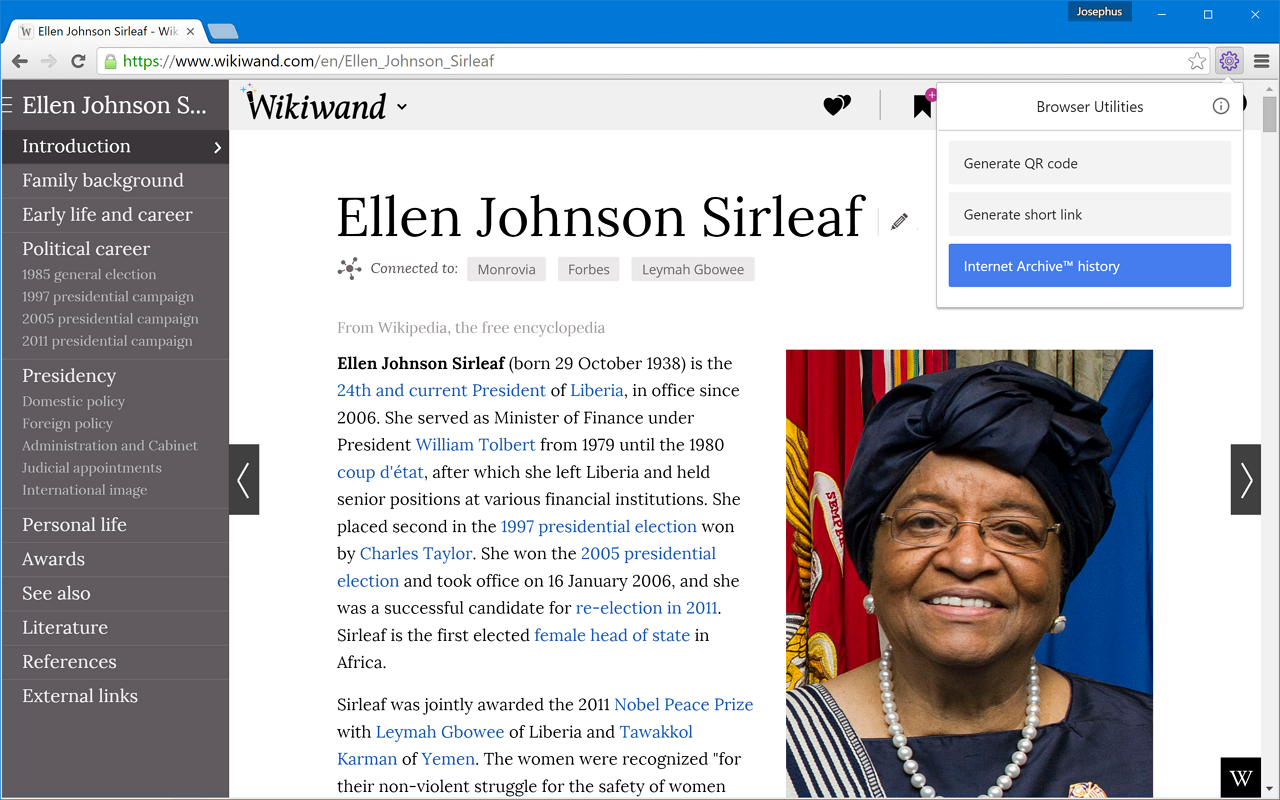 Josephus
Ellen Johnson Sirleaf - Wik
https://www.wikiwand.com/en/Ellen_Johnson_Sirleaf
Ellen Johnson S...
Introduction
Family background
Early life and career
Political career
1985 general election
1997 presidential campaign
2005 presidential campaign
2011 presidential campaign
Presidency
Domestic policy
Foreign policy
Administration and Cabinet
Judicial appointments
International image
Personal life
Awards
See also
Literature
References
External links
Wikiwand
Browser Utilities
Generate QR code
Generate short link
Internet Archive™ history
Ellen Johnson Sirleaf
Connected to: Monrovia Forbes Leymah Gbowee
From Wikipedia, the free encyclopedia
Ellen Johnson Sirleaf (born 29 October 1938) is the
24th and current President of Liberia, in office since
2006. She served as Minister of Finance under
President William Tolbert from 1979 until the 1980
coup d'état, after which she left Liberia and held
senior positions at various financial institutions. She
placed second in the 1997 presidential election won
by Charles Taylor. She won the 2005 presidential
election and took office on 16 January 2006, and she
was a successful candidate for re-election in 2011.
Sirleaf is the first elected female head of state in
Africa.
Sirleaf was jointly awarded the 2011 Nobel Peace Prize
with Leymah Gbowee of Liberia and Tawakkol
Karman of Yemen. The women were recognized "for
their non-violent struggle for the safety of women
SEMPER
W